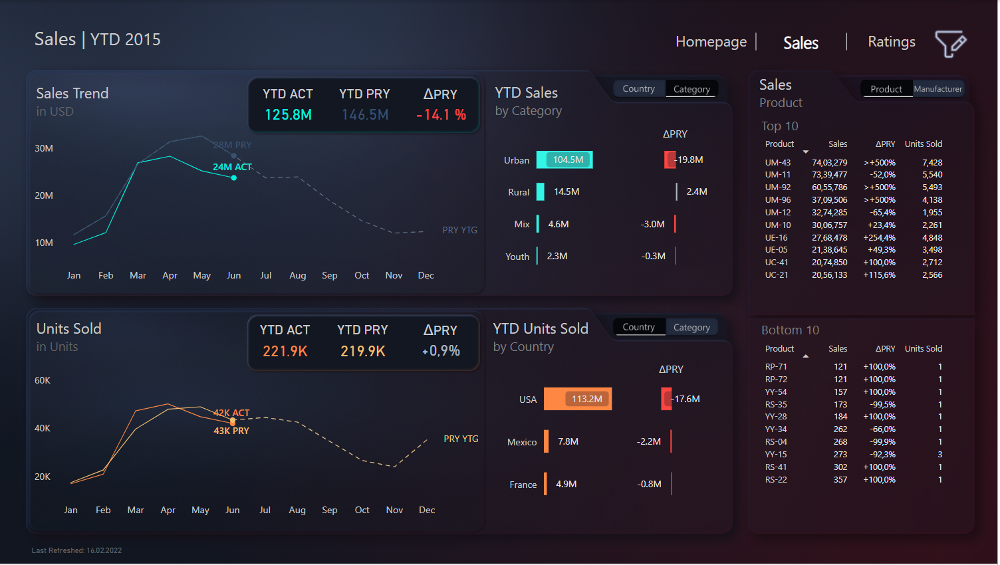 Sales | YTD 2015
Homepage | Sales | Ratings
Sales Trend
in USD
YTD ACT YTD PRY ΔPRY
125.8M 146.5M -14.1 %
30M
20M
10M
28M PRY
24M ACT
PRY YTG
Jan Feb Mar Apr May Jun Jul Aug Sep Oct Nov Dec
YTD Sales
by Category
Country Category
ΔPRY
Urban 104.5M -19.8M
Rural 14.5M 2.4M
Mix 4.6M -3.0M
Youth 2.3M -0.3M
Sales
Product
Product Manufacturer
Top 10
Product Sales ΔPRY Units Sold
UM-43 74,03,279 >+500% 7,428
UM-11 73,39,477 -52,0% 5,540
UM-92 60,55,786 >+500% 5,493
UM-96 37,09,506 >+500% 4,138
UM-12 32,74,285 -65,4% 1,955
UM-10 30,06,757 +23,4% 2,261
UE-16 27,68,478 +254,4% 4,848
UE-05 21,38,645 +49,3% 3,498
UC-41 20,74,850 +100,0% 2,712
UC-21 20,56,133 +115,6% 2,566
Units Sold
in Units
YTD ACT YTD PRY ΔPRY
221.9K 219.9K +0,9%
60K
40K
20K
42K ACT
43K PRY
PRY YTG
Jan Feb Mar Apr May Jun Jul Aug Sep Oct Nov Dec
YTD Units Sold
by Country
Country Category
ΔPRY
USA 113.2M -17.6M
Mexico 7.8M -2.2M
France 4.9M -0.8M
Bottom 10
Product Sales ΔPRY Units Sold
RP-71 121 +100,0% 1
RP-72 121 +100,0% 1
YY-54 157 +100,0% 1
RS-35 173 -99,5% 1
YY-28 184 +100,0% 1
YY-34 262 -66,0% 1
RS-04 268 -99,9% 1
YY-15 273 -92,3% 3
RS-41 302 +100,0% 1
RS-22 357 +100,0% 1
Last Refreshed: 16.02.2022